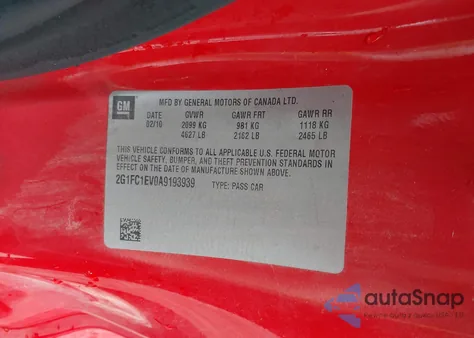 GM
MFD BY GENERAL MOTORS OF CANADA LTD.
DATE GVWR GAWR FRT GAWR RR
02/10 2099 KG 981 KG 1118 KG
4627 LB 2162 LB 2465 LB
THIS VEHICLE CONFORMS TO ALL APPLICABLE U.S. FEDERAL MOTOR
VEHICLE SAFETY, BUMPER, AND THEFT PREVENTION STANDARDS IN
EFFECT ON THE DATE OF MANUFACTURE SHOWN ABOVE.
2G1FC1EV0A9193939 TYPE: PASS CAR
autoSnap